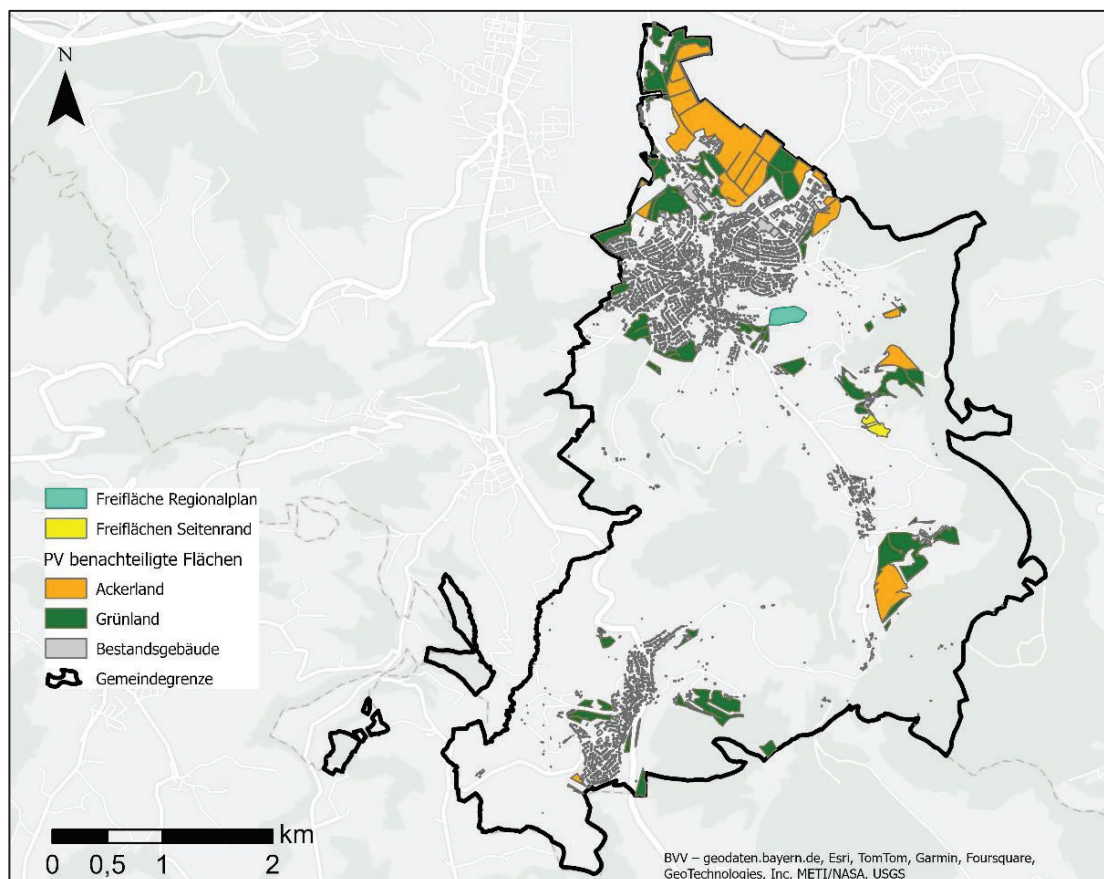 N
Freifläche Regionalplan
Freiflächen Seitenrand
PV benachteiligte Flächen
Ackerland
Grünland
Bestandsgebäude
Gemeindegrenze
km
0 0,5 1 2
BVV – geodaten.bayern.de, Esri, TomTom, Garmin, Foursquare,
GeoTechnologies, Inc, METI/NASA, USGS